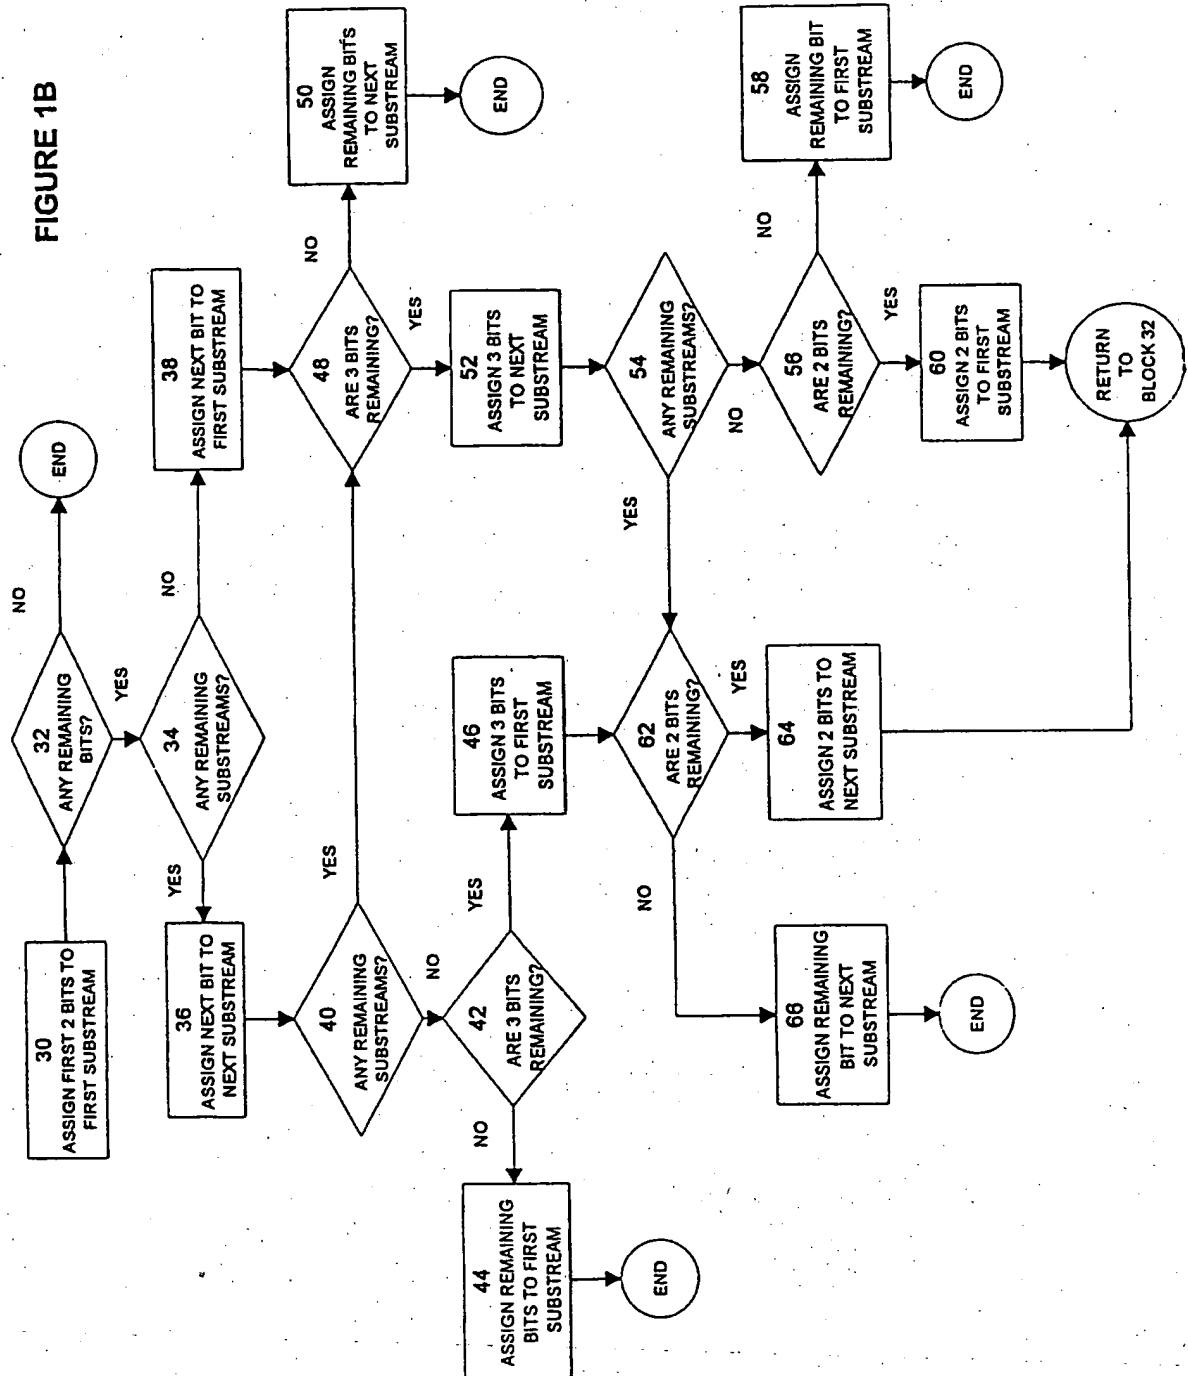 FIGURE 1B
30
ASSIGN FIRST 2 BITS TO
FIRST SUBSTREAM
32
ANY REMAINING
BITS?
NO
END
YES
34
ANY REMAINING
SUBSTREAMS?
NO
38
ASSIGN NEXT BIT TO
FIRST SUBSTREAM
YES
36
ASSIGN NEXT BIT TO
NEXT SUBSTREAM
40
ANY REMAINING
SUBSTREAMS?
YES
48
ARE 3 BITS
REMAINING?
NO
50
ASSIGN
REMAINING BITS
TO NEXT
SUBSTREAM
END
NO
42
ARE 3 BITS
REMAINING?
NO
44
ASSIGN REMAINING
BITS TO FIRST
SUBSTREAM
END
YES
46
ASSIGN 3 BITS
TO FIRST
SUBSTREAM
YES
52
ASSIGN 3 BITS
TO NEXT
SUBSTREAM
54
ANY REMAINING
SUBSTREAMS?
YES
NO
62
ARE 2 BITS
REMAINING?
NO
66
ASSIGN REMAINING
BIT TO NEXT
SUBSTREAM
END
YES
64
ASSIGN 2 BITS TO
NEXT SUBSTREAM
56
ARE 2 BITS
REMAINING?
NO
58
ASSIGN
REMAINING BIT
TO FIRST
SUBSTREAM
END
YES
60
ASSIGN 2 BITS
TO FIRST
SUBSTREAM
RETURN
TO
BLOCK 32